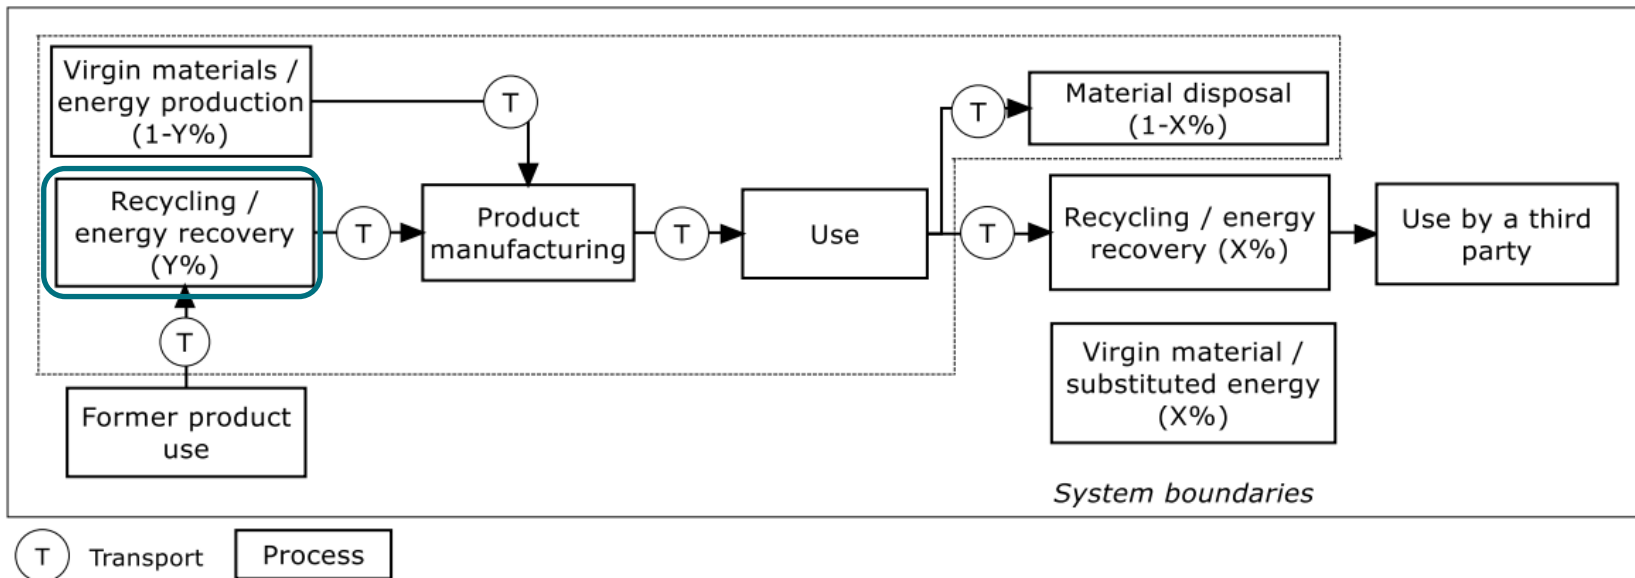 Virgin materials /
energy production
(1-Y%)
T
T
Material disposal
(1-X%)
Recycling /
energy recovery
(Y%)
T
Product
manufacturing
T
Use
T
Recycling / energy
recovery (X%)
Use by a third
party
T
Virgin material /
substituted energy
(X%)
Former product
use
System boundaries
T Transport
Process